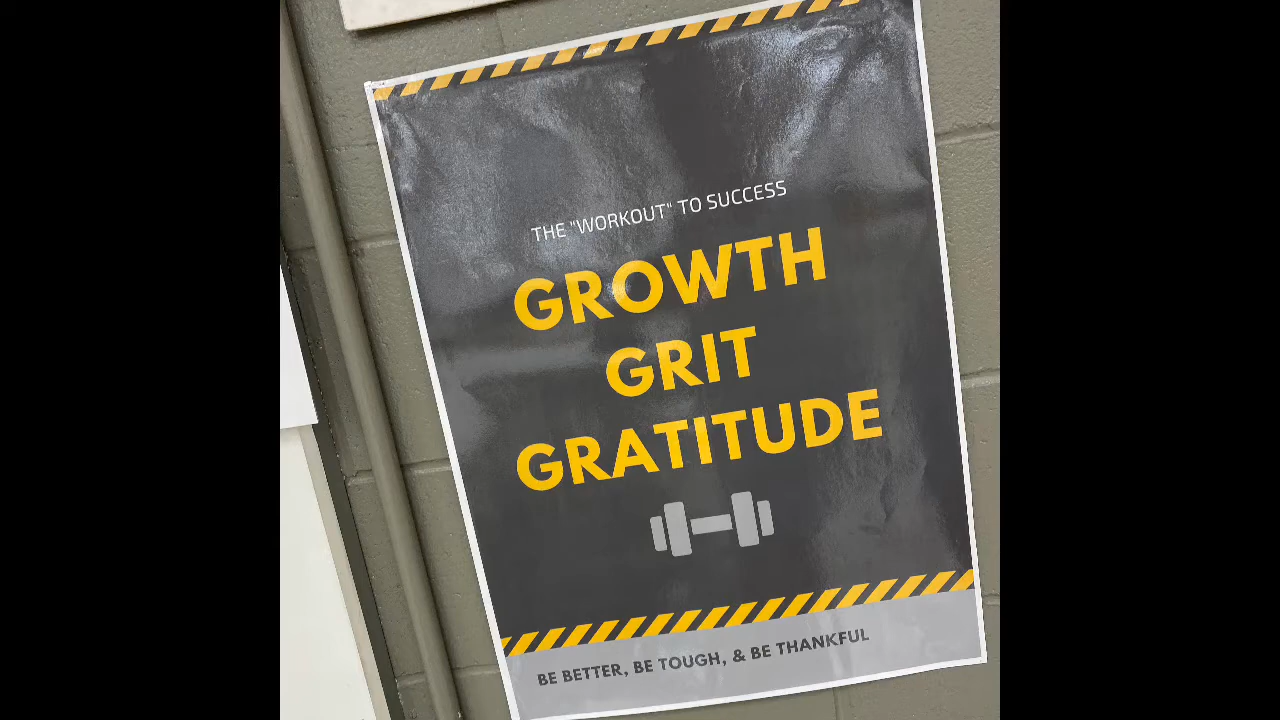 THE "WORKOUT" TO SUCCESS
GROWTH
GRIT
GRATITUDE
BE BETTER, BE TOUGH, & BE THANKFUL